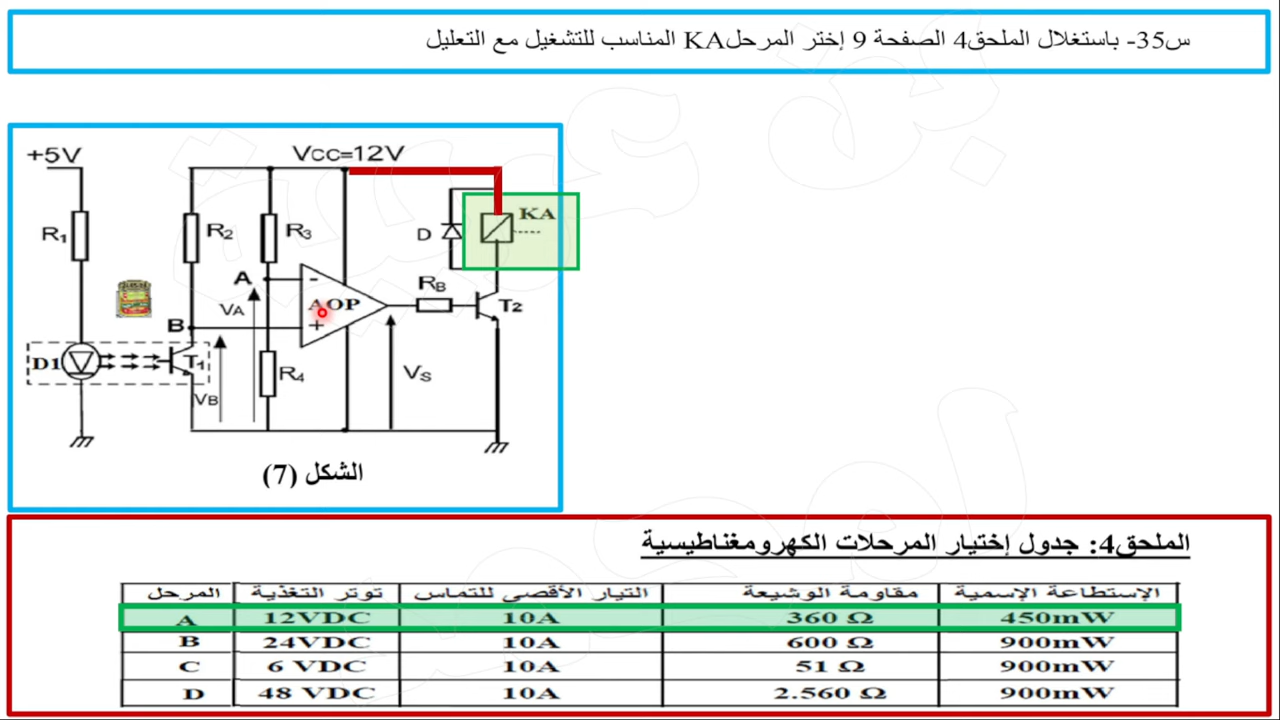 س35- باستغلال الملحق4 الصفحة 9 إختر المرحلKA المناسب للتشغيل مع التعليل
+5V
VCC=12V
R1
R2
R3
D
KA
A
RB
VA
- AOP
T2
B
+
D1
T1
R4
VS
VB
الشكل (7)
الملحق4: جدول إختيار المرحلات الكهرومغناطيسية
المرحل توتر التغذية التيار الأقصى للتماس مقاومة الوشيعة الإستطاعة الإسمية
A 12VDC 10A 360 Ω 450mW
B 24VDC 10A 600 Ω 900mW
C 6 VDC 10A 51 Ω 900mW
D 48 VDC 10A 2.560 Ω 900mW